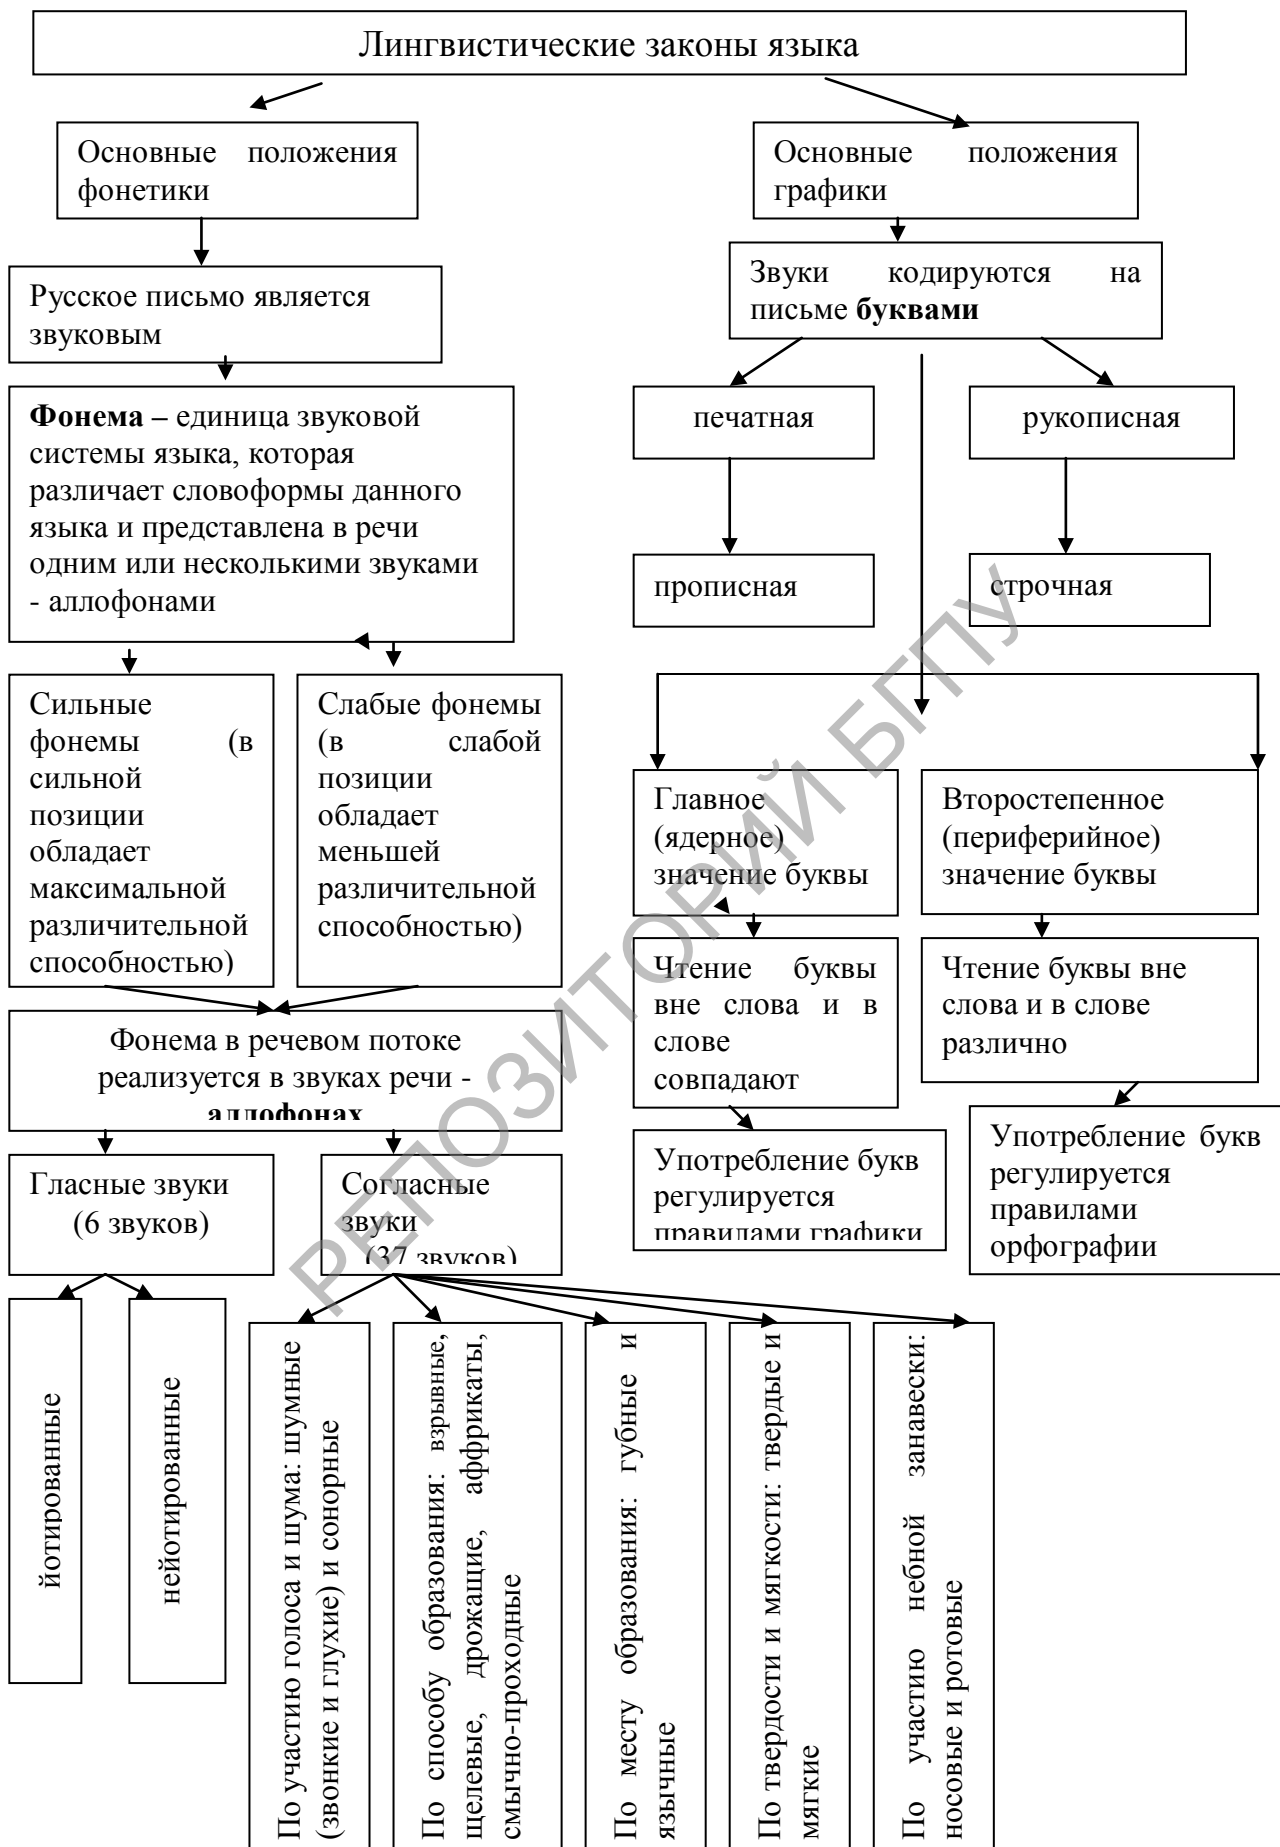 Лингвистические законы языка
Основные положения
фонетики
Русское письмо является
звуковым
Фонема – единица звуковой
системы языка, которая
различает словоформы данного
языка и представлена в речи
одним или несколькими звуками
- аллофонами
Сильные
фонемы (в
сильной
позиции
обладает
максимальной
различительной
способностью)
Слабые фонемы
(в слабой
позиции
обладает
меньшей
различительной
способностью)
Фонема в речевом потоке
реализуется в звуках речи -
аллофонах
Гласные звуки
(6 звуков)
Согласные
звуки
(37 звуков)
йотированные
нейотированные
По участию голоса и шума: шумные
(звонкие и глухие) и сонорные
По способу образования: взрывные,
щелевые, дрожащие, аффрикаты,
смычно-проходные
По месту образования: губные и
язычные
По твердости и мягкости: твердые и
мягкие
По участию небной занавески:
носовые и ротовые
Основные положения
графики
Звуки кодируются на
письме буквами
печатная
рукописная
прописная
строчная
Главное
(ядерное)
значение буквы
Второстепенное
(периферийное)
значение буквы
Чтение буквы
вне слова и в
слове
совпадают
Чтение буквы вне
слова и в слове
различно
Употребление букв
регулируется
правилами графики
Употребление букв
регулируется
правилами
орфографии
РЕПОЗИТОРИЙ БГПУ